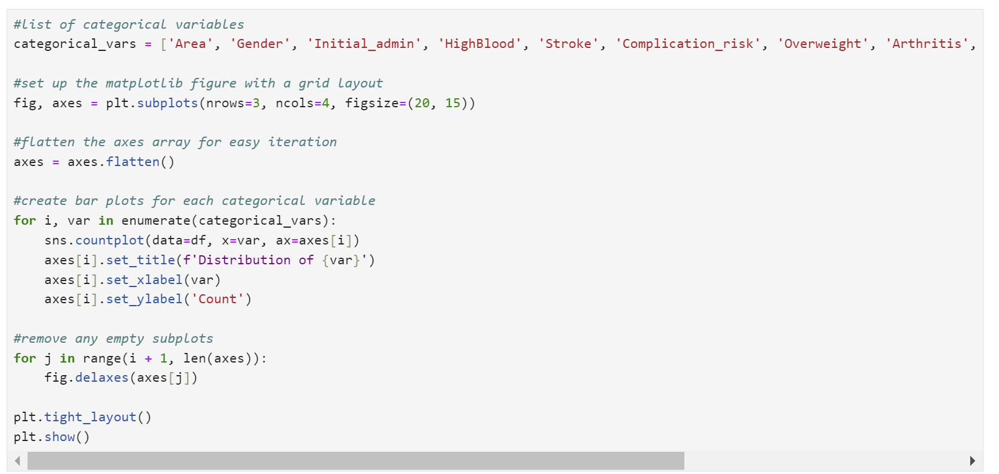 #list of categorical variables
categorical_vars = ['Area', 'Gender', 'Initial_admin', 'HighBlood', 'Stroke', 'Complication_risk', 'Overweight', 'Arthritis',
#set up the matplotlib figure with a grid layout
fig, axes = plt.subplots(nrows=3, ncols=4, figsize=(20, 15))
#flatten the axes array for easy iteration
axes = axes.flatten()
#create bar plots for each categorical variable
for i, var in enumerate(categorical_vars):
    sns.countplot(data=df, x=var, ax=axes[i])
    axes[i].set_title(f'Distribution of {var}')
    axes[i].set_xlabel(var)
    axes[i].set_ylabel('Count')
#remove any empty subplots
for j in range(i + 1, len(axes)):
    fig.delaxes(axes[j])
plt.tight_layout()
plt.show()